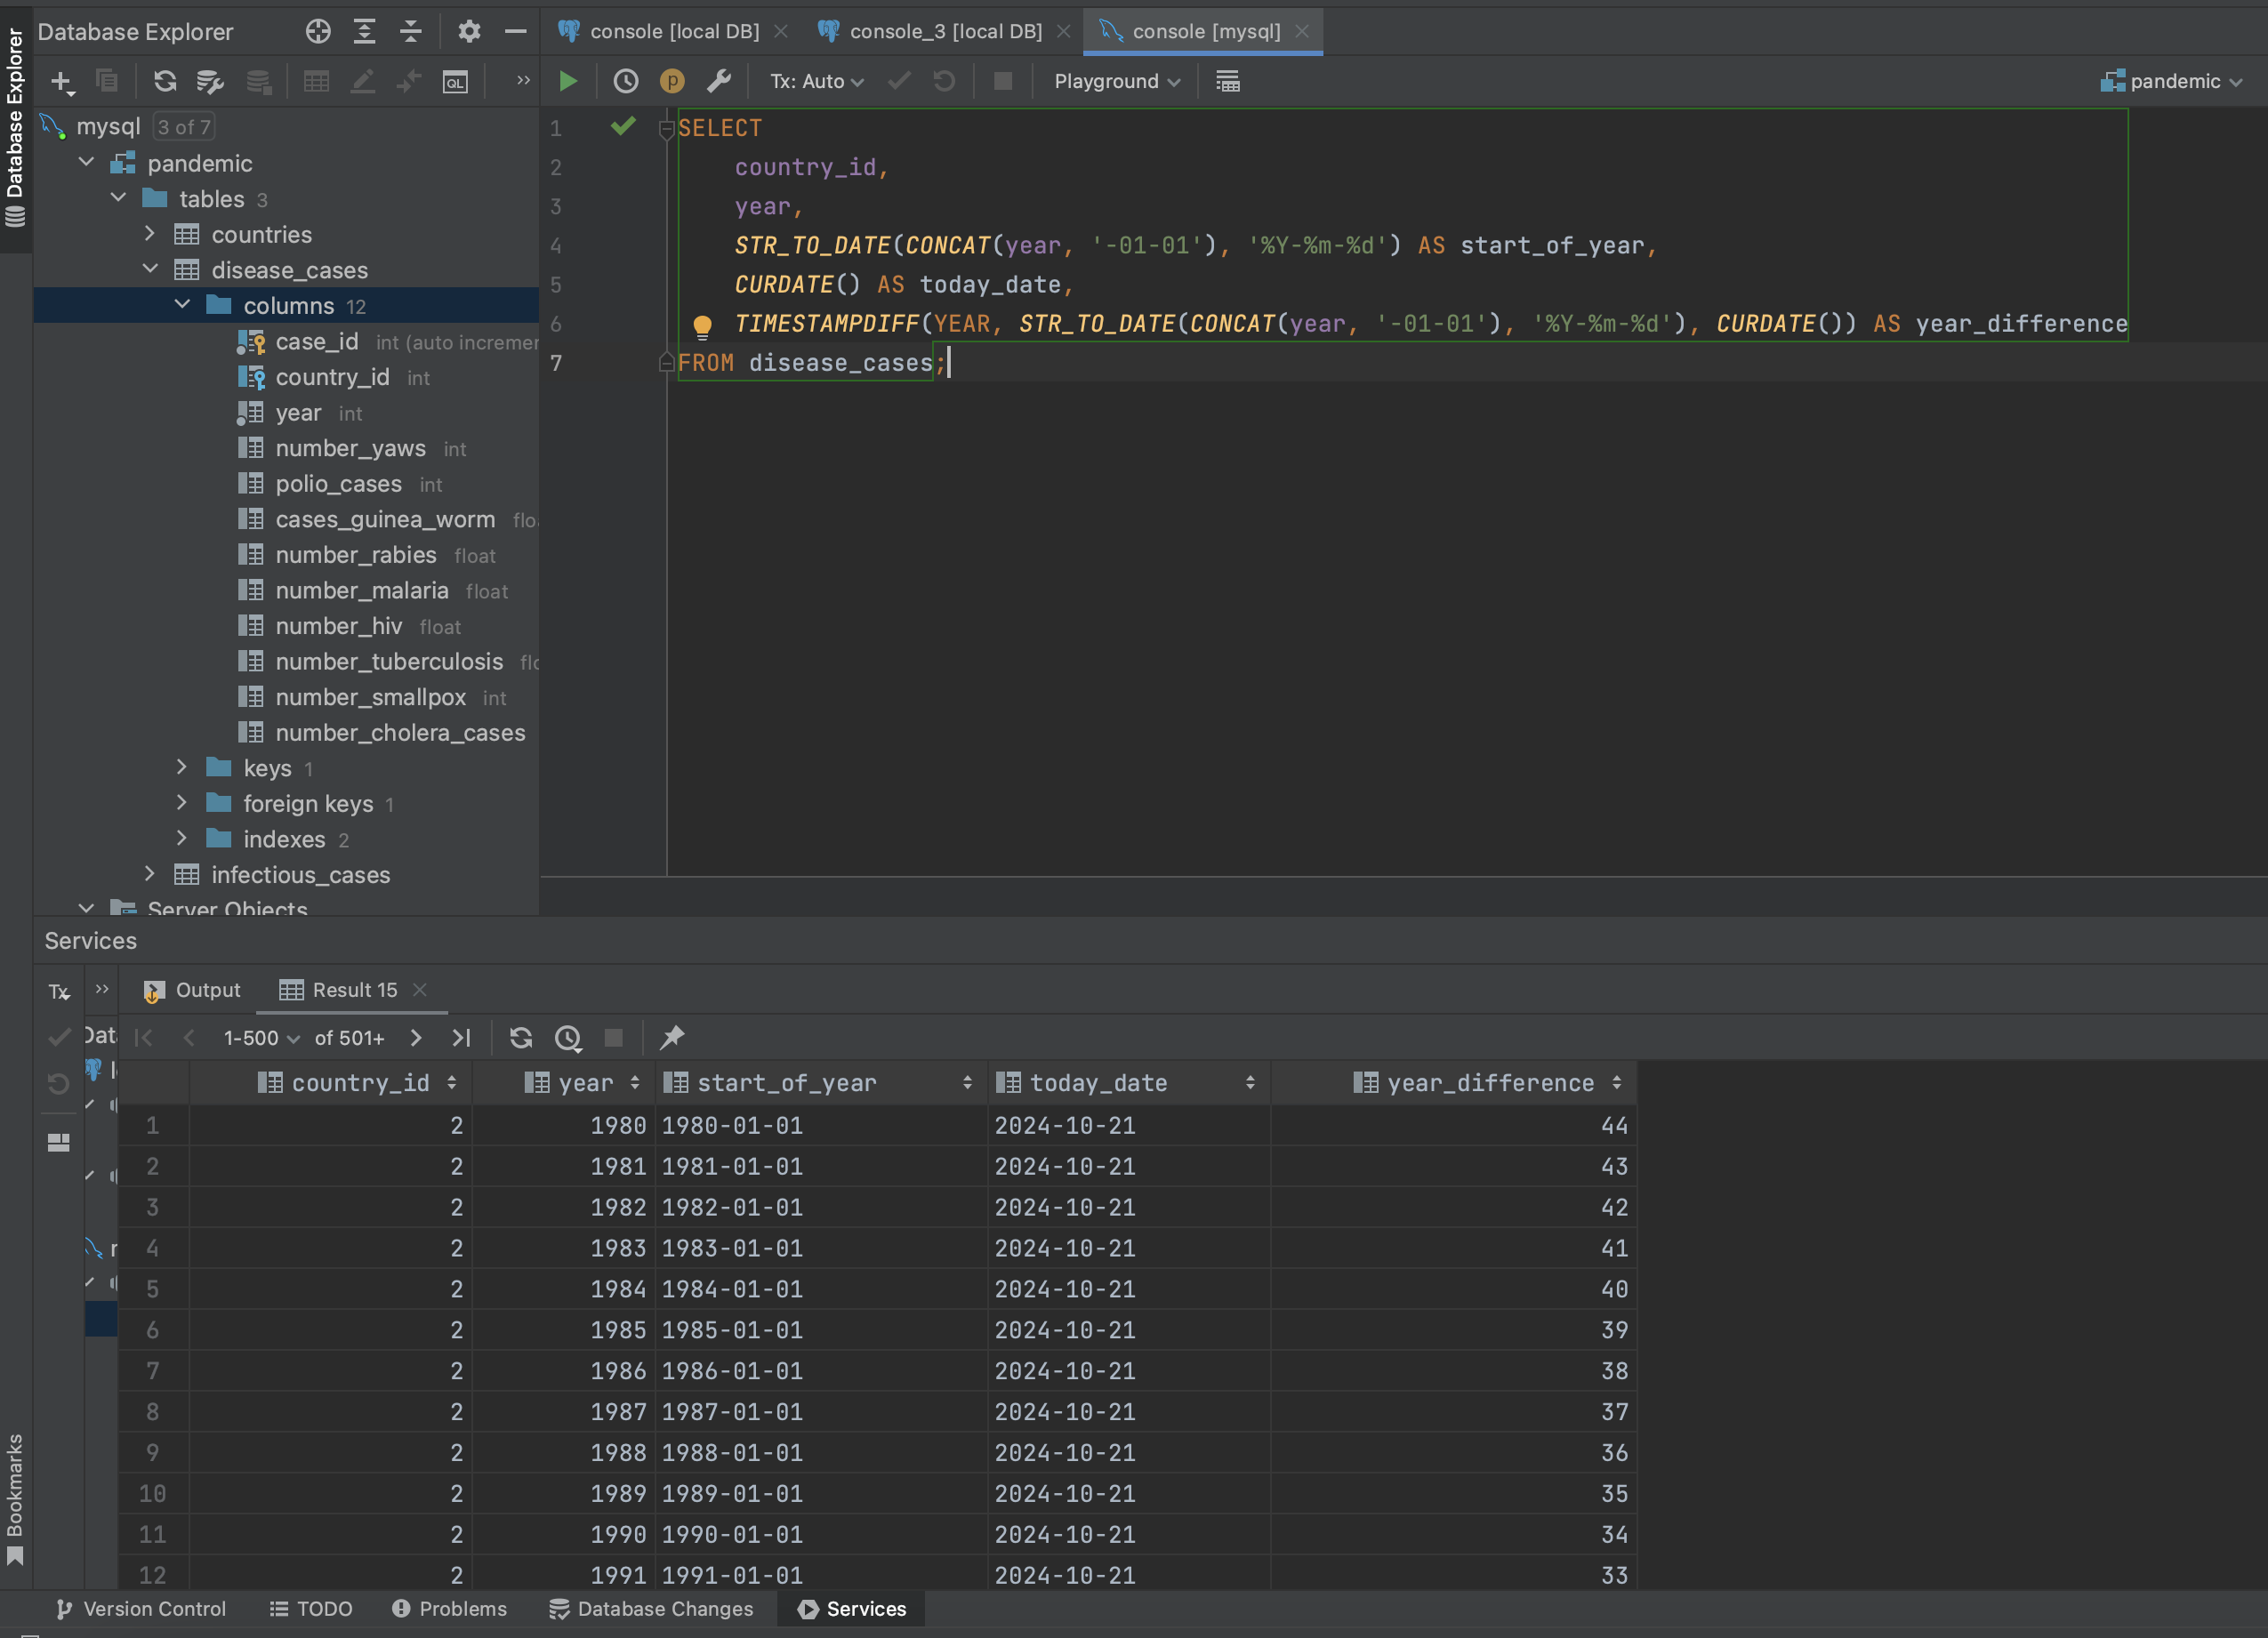 Database Explorer
Database Explorer
mysql 3 of 7
pandemic
tables 3
countries
disease_cases
columns 12
case_id int (auto incremen
country_id int
year int
number_yaws int
polio_cases int
cases_guinea_worm flo
number_rabies float
number_malaria float
number_hiv float
number_tuberculosis flo
number_smallpox int
number_cholera_cases
keys 1
foreign keys 1
indexes 2
infectious_cases
Server Objects
console [local DB]
console_3 [local DB]
console [mysql]
Tx: Auto
Playground
pandemic
1 SELECT
2 country_id,
3 year,
4 STR_TO_DATE(CONCAT(year, '-01-01'), '%Y-%m-%d') AS start_of_year,
5 CURDATE() AS today_date,
6 TIMESTAMPDIFF(YEAR, STR_TO_DATE(CONCAT(year, '-01-01'), '%Y-%m-%d'), CURDATE()) AS year_difference
7 FROM disease_cases;
Services
Tx
Output
Result 15
1-500 of 501+
country_id year start_of_year today_date year_difference
1 2 1980 1980-01-01 2024-10-21 44
2 2 1981 1981-01-01 2024-10-21 43
3 2 1982 1982-01-01 2024-10-21 42
4 2 1983 1983-01-01 2024-10-21 41
5 2 1984 1984-01-01 2024-10-21 40
6 2 1985 1985-01-01 2024-10-21 39
7 2 1986 1986-01-01 2024-10-21 38
8 2 1987 1987-01-01 2024-10-21 37
9 2 1988 1988-01-01 2024-10-21 36
10 2 1989 1989-01-01 2024-10-21 35
11 2 1990 1990-01-01 2024-10-21 34
12 2 1991 1991-01-01 2024-10-21 33
Bookmarks
Version Control
TODO
Problems
Database Changes
Services